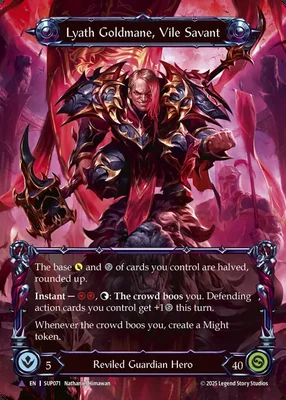 Lyath Goldmane, Vile Savant
The base and of cards you control are halved,
rounded up.
Instant – , : The crowd boos you. Defending
action cards you control get +1 this turn.
Whenever the crowd boos you, create a Might
token.
5 Reviled Guardian Hero 40
EN | SUP071 Nathaniel Himawan © 2025 Legend Story Studios